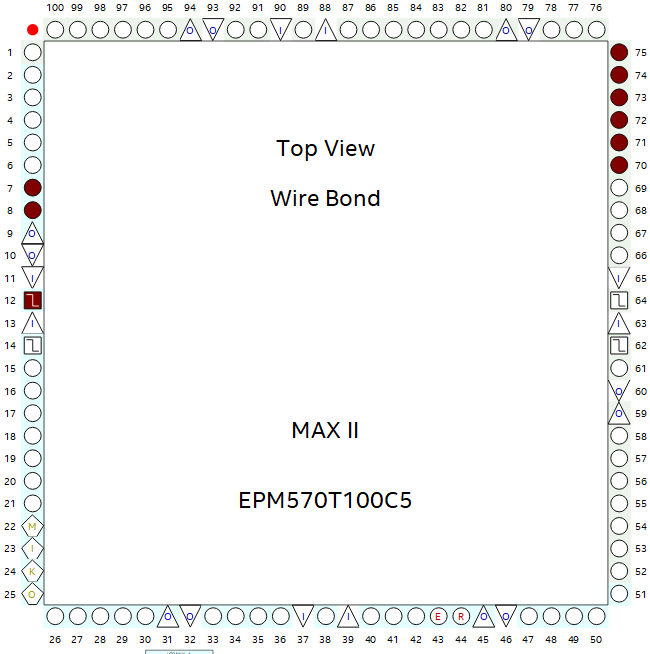 100 99 98 97 96 95 94 93 92 91 90 89 88 87 86 85 84 83 82 81 80 79 78 77 76
O O I I O O
1 75
2 74
3 73
4 72
5 71
6 70
7 69
8 68
9 O 67
10 O 66
11 I I 65
12 64
13 I I 63
14 62
15 61
16 O 60
17 O 59
18 58
19 57
20 56
21 55
22 M 54
23 I 53
24 K 52
25 O 51
Top View
Wire Bond
MAX II
EPM570T100C5
O O I I E R O O
26 27 28 29 30 31 32 33 34 35 36 37 38 39 40 41 42 43 44 45 46 47 48 49 50